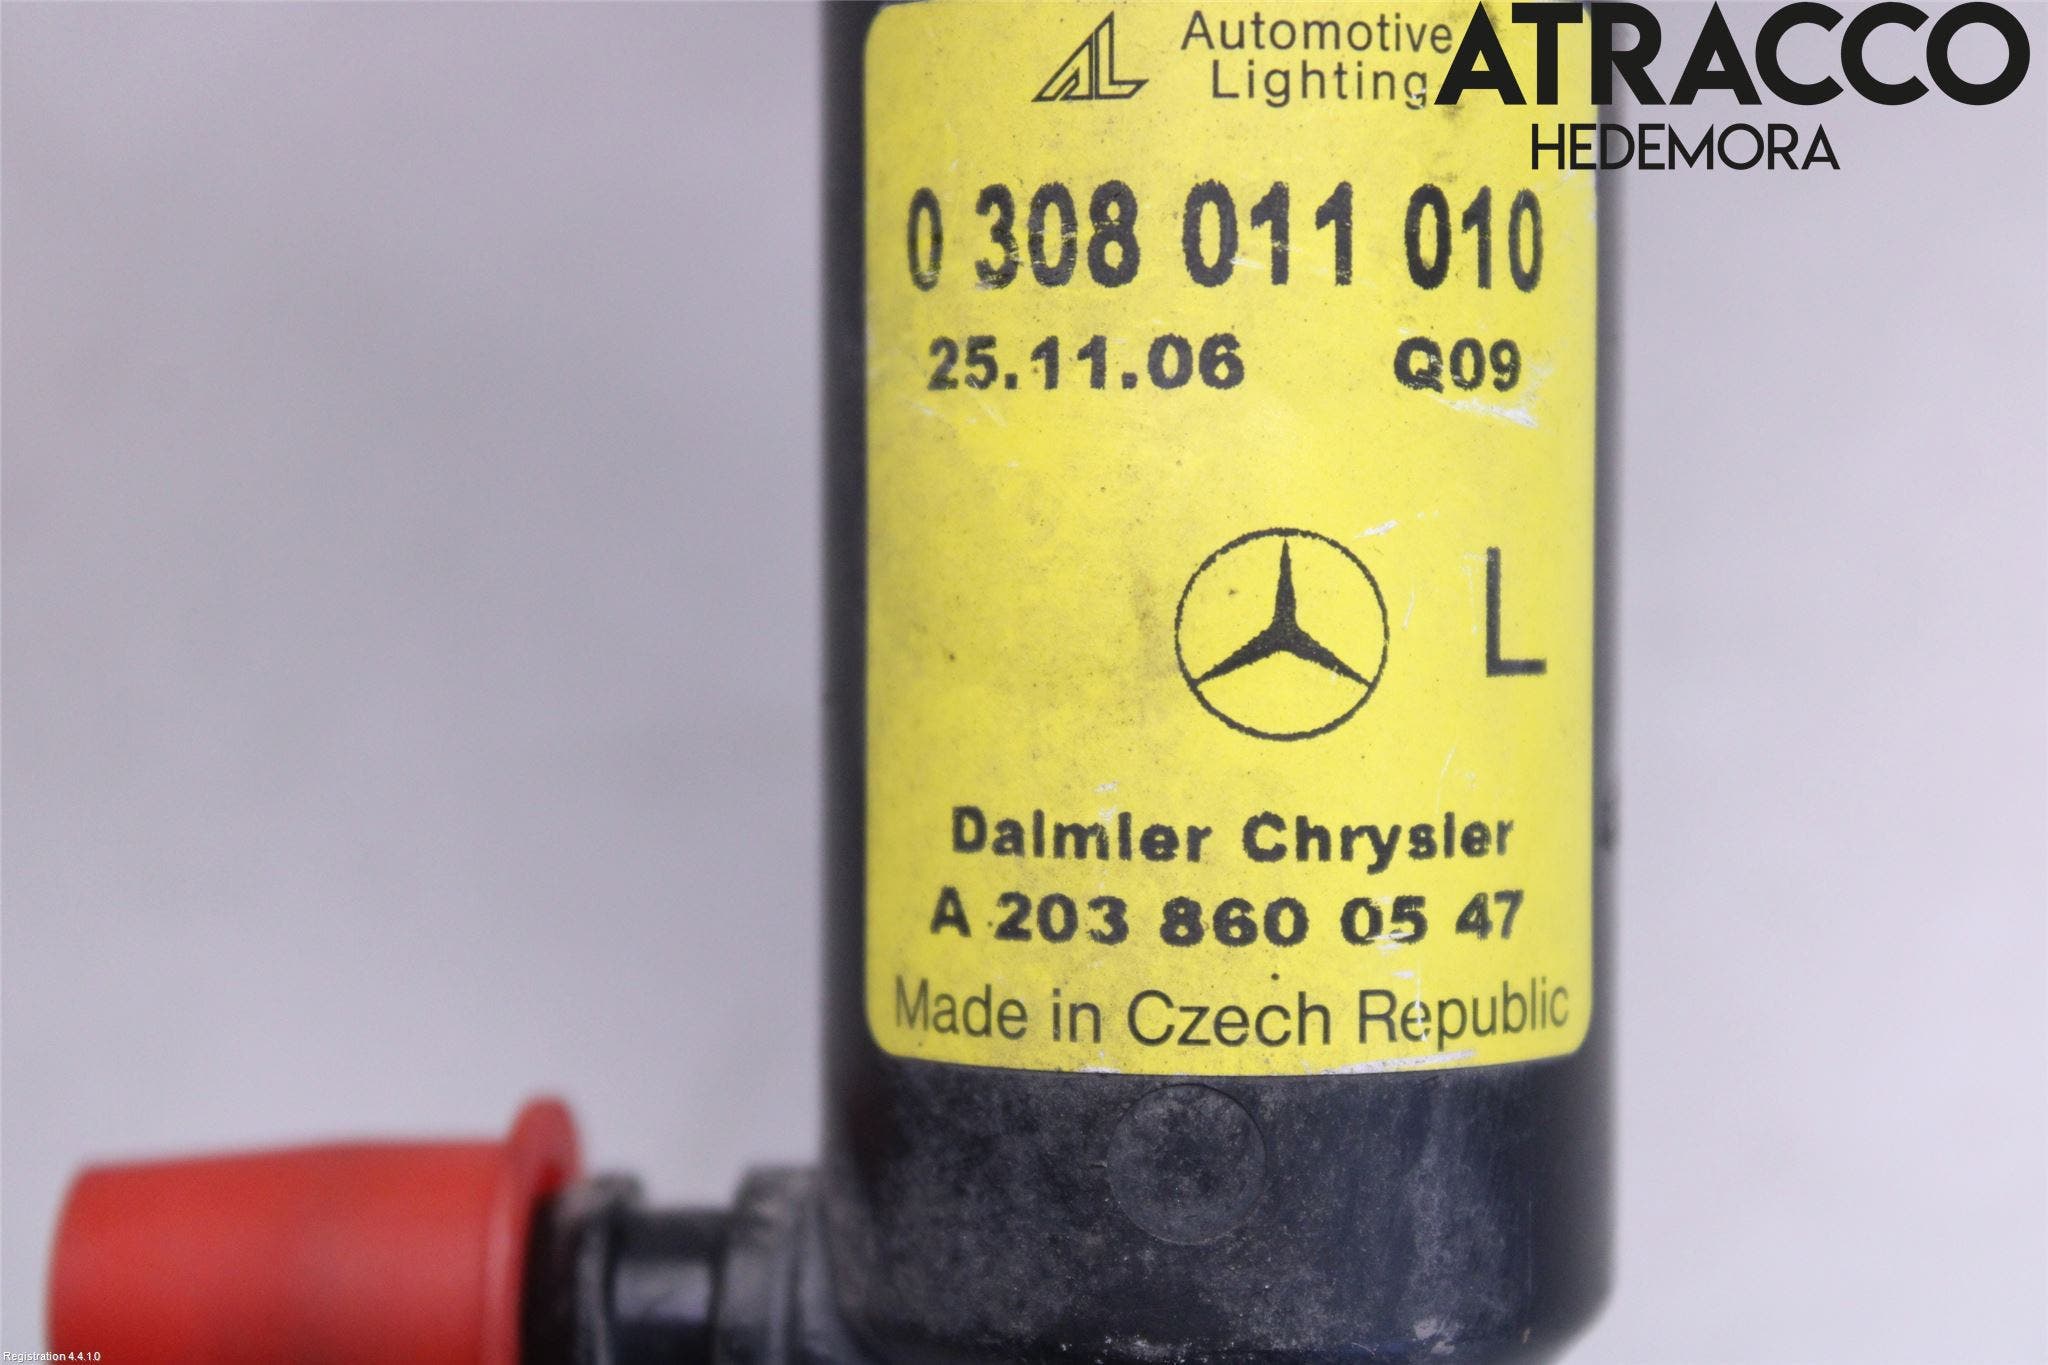 AL
Automotive
Lighting
ATRACCO
HEDEMORA
0 308 011 010
25.11.06 Q09
L
Daimler Chrysler
A 203 860 05 47
Made in Czech Republic
Registration 4.4.1.0